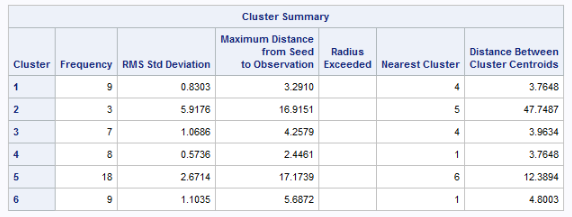 Cluster Summary
Cluster Frequency RMS Std Deviation Maximum Distance from Seed to Observation Radius Exceeded Nearest Cluster Distance Between Cluster Centroids
1 9 0.8303 3.2910 4 3.7648
2 3 5.9176 16.9151 5 47.7487
3 7 1.0686 4.2579 4 3.9634
4 8 0.5736 2.4461 1 3.7648
5 18 2.6714 17.1739 6 12.3894
6 9 1.1035 5.6872 1 4.8003